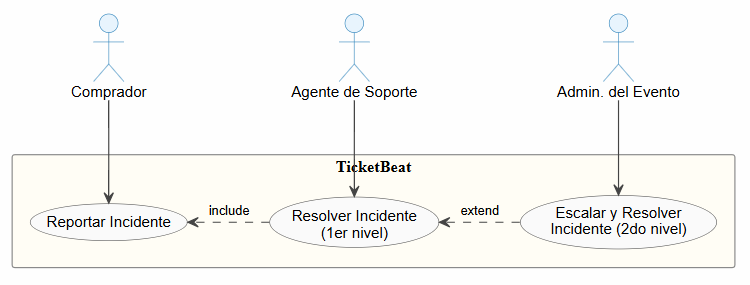 Comprador
Agente de Soporte
Admin. del Evento
TicketBeat
Reportar Incidente
include
Resolver Incidente
(1er nivel)
extend
Escalar y Resolver
Incidente (2do nivel)